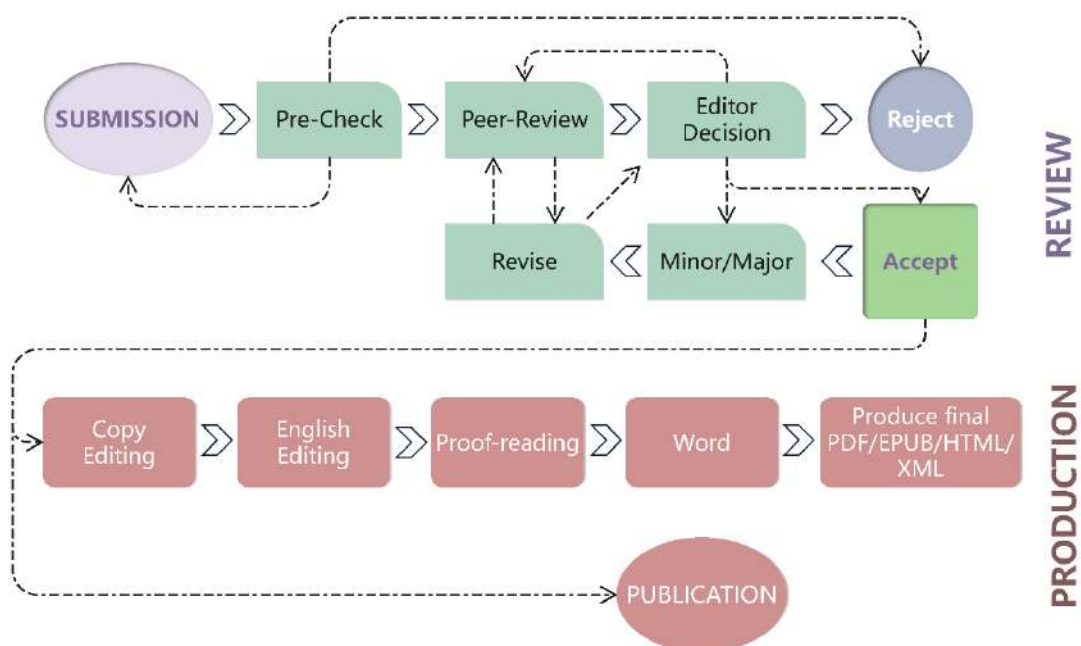 SUBMISSION
Pre-Check
Peer-Review
Editor
Decision
Reject
Revise
Minor/Major
Accept
REVIEW
Copy
Editing
English
Editing
Proof-reading
Word
Produce final
PDF/EPUB/HTML/
XML
PUBLICATION
PRODUCTION